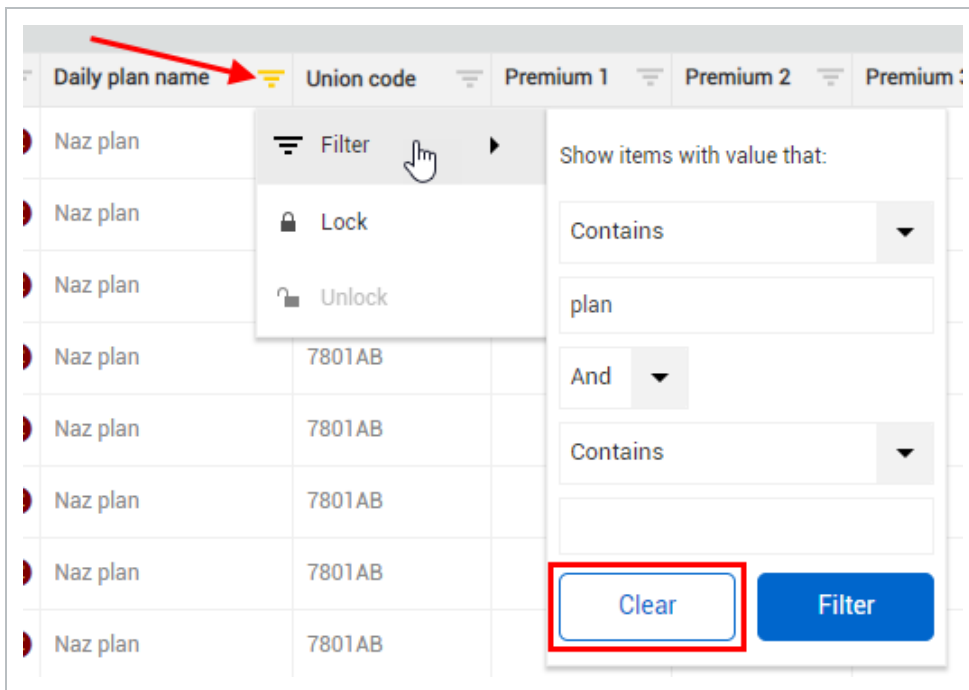 Daily plan name Union code Premium 1 Premium 2 Premium 3
Naz plan
Filter
Show items with value that:
Naz plan
Lock
Contains
Naz plan
Unlock
plan
Naz plan 7801AB
And
Naz plan 7801AB
Contains
Naz plan 7801AB
Naz plan 7801AB
Clear Filter
Naz plan 7801AB